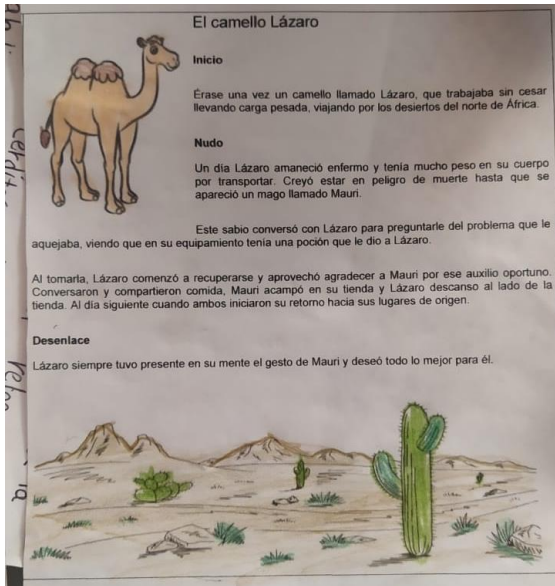 El camello Lázaro
Inicio
Érase una vez un camello llamado Lázaro, que trabajaba sin cesar
llevando carga pesada, viajando por los desiertos del norte de África.
Nudo
Un día Lázaro amaneció enfermo y tenía mucho peso en su cuerpo
por transportar. Creyó estar en peligro de muerte hasta que se
apareció un mago llamado Mauri.
Este sabio conversó con Lázaro para preguntarle del problema que le
aquejaba, viendo que en su equipamiento tenía una poción que le dio a Lázaro.
Al tomarla, Lázaro comenzó a recuperarse y aprovechó agradecer a Mauri por ese auxilio oportuno.
Conversaron y compartieron comida, Mauri acampó en su tienda y Lázaro descanso al lado de la
tienda. Al día siguiente cuando ambos iniciaron su retorno hacia sus lugares de origen.
Desenlace
Lázaro siempre tuvo presente en su mente el gesto de Mauri y deseó todo lo mejor para él.